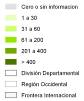 Cero o sin informacion
1 a 30
31 a 60
61 a 200
201 a 400
> 400
División Departamental
Región Occidental
Frontera Internacional